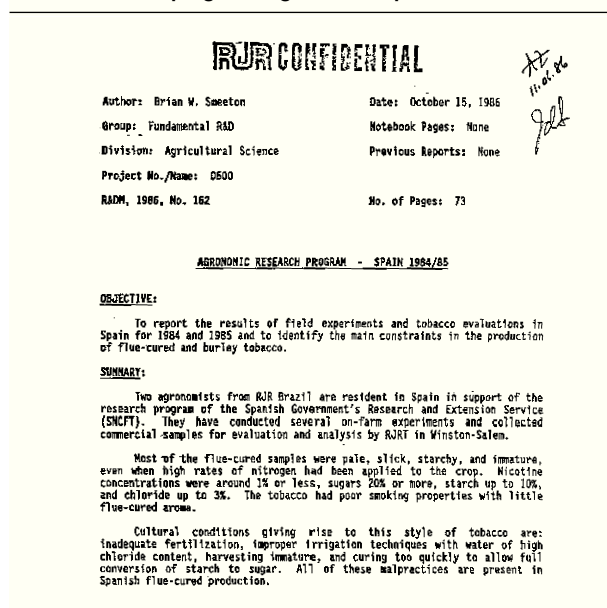 RJR CONFIDENTIAL
AZ
11.06.86
Author: Brian W. Smeeton
Date: October 15, 1986
Group: Fundamental R&D
Notebook Pages: None
Division: Agricultural Science
Previous Reports: None
Project No./Name: 0600
R&DM, 1986, No. 162
No. of Pages: 73
AGRONOMIC RESEARCH PROGRAM - SPAIN 1984/85
OBJECTIVE:
To report the results of field experiments and tobacco evaluations in
Spain for 1984 and 1985 and to identify the main constraints in the production
of flue-cured and burley tobacco.
SUMMARY:
Two agronomists from RJR Brazil are resident in Spain in support of the
research program of the Spanish Government's Research and Extension Service
(SNCFT). They have conducted several on-farm experiments and collected
commercial samples for evaluation and analysis by RJRT in Winston-Salem.
Most of the flue-cured samples were pale, slick, starchy, and immature,
even when high rates of nitrogen had been applied to the crop. Nicotine
concentrations were around 1% or less, sugars 20% or more, starch up to 10%,
and chloride up to 3%. The tobacco had poor smoking properties with little
flue-cured aroma.
Cultural conditions giving rise to this style of tobacco are:
inadequate fertilization, improper irrigation techniques with water of high
chloride content, harvesting immature, and curing too quickly to allow full
conversion of starch to sugar. All of these malpractices are present in
Spanish flue-cured production.